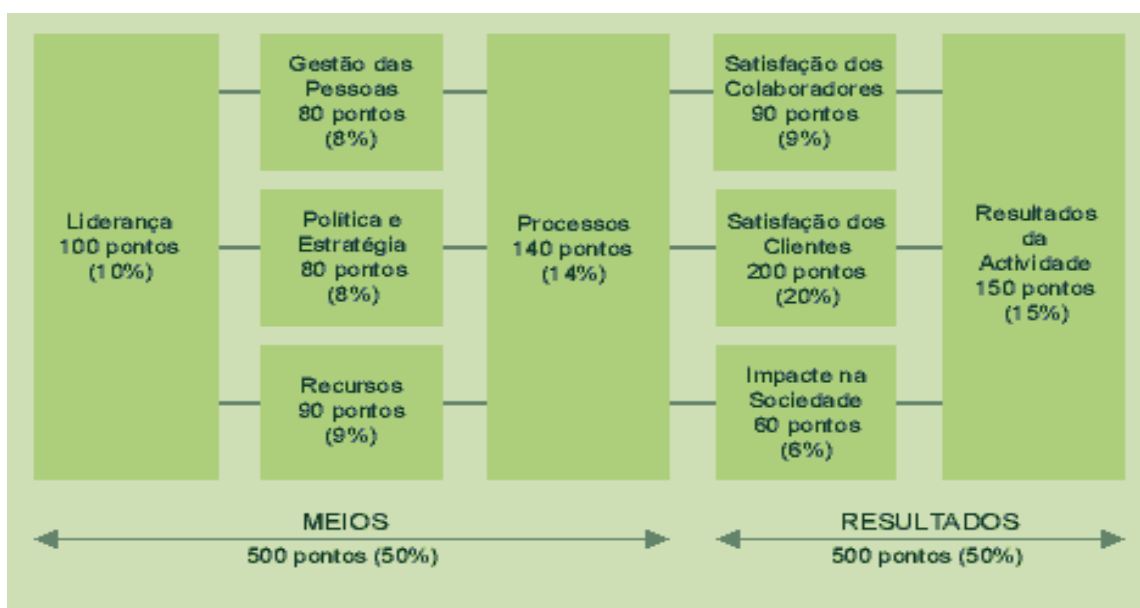 Liderança
100 pontos
(10%)
Gestão das
Pessoas
80 pontos
(8%)
Política e
Estratégia
80 pontos
(8%)
Recursos
90 pontos
(9%)
Processos
140 pontos
(14%)
Satisfação dos
Colaboradores
90 pontos
(9%)
Satisfação dos
Clientes
200 pontos
(20%)
Impacte na
Sociedade
60 pontos
(6%)
Resultados
da
Actividade
150 pontos
(15%)
MEIOS
500 pontos (50%)
RESULTADOS
500 pontos (50%)